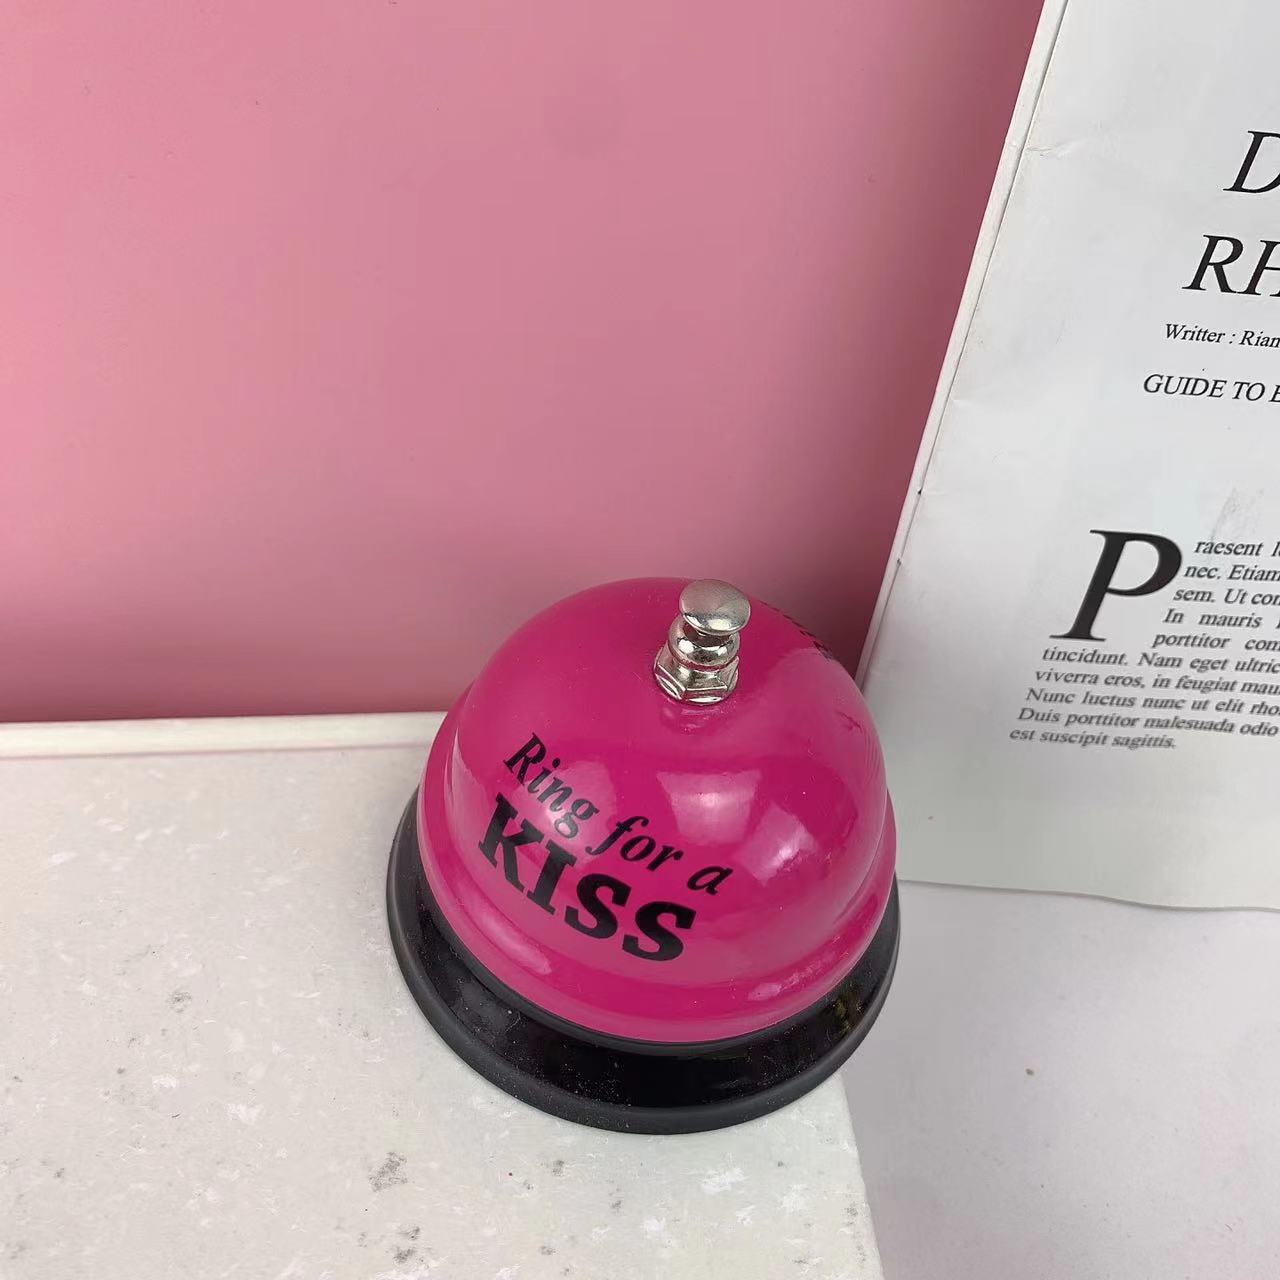 Ring for a
KISS
D
RH
Writter : Rian
GUIDE TO E
Praesent
nec. Etiam
sem. Ut con
In mauris
porttitor com
tincidunt. Nam eget ultric
viverra eros, in feugiat mau
Nunc luctus nunc ut elit rho
Duis porttitor malesuada odio
est suscipit sagittis.